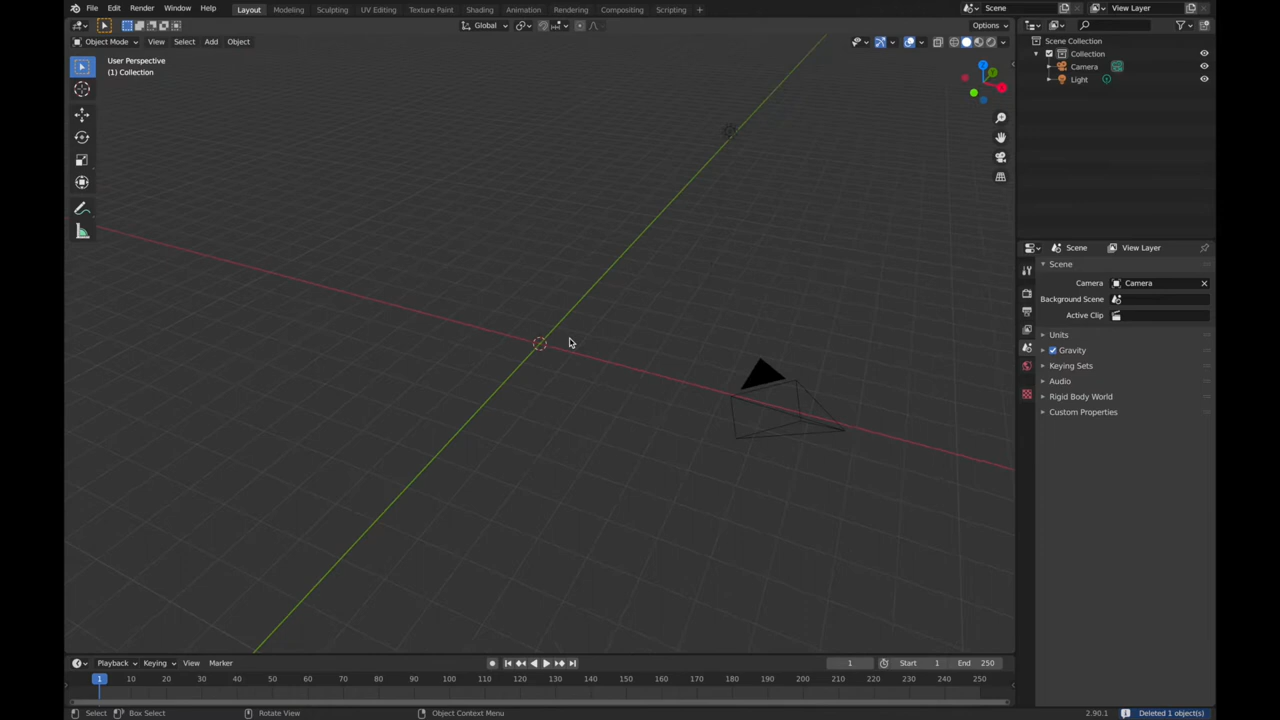 File Edit Render Window Help Layout Modeling Sculpting UV Editing Texture Paint Shading Animation Rendering Compositing Scripting + Scene View Layer
Global Options
Object Mode View Select Add Object
User Perspective
(1) Collection
Scene Collection
Collection
Camera
Light
Scene View Layer
Scene
Camera Camera
Background Scene
Active Clip
Units
Gravity
Keying Sets
Audio
Rigid Body World
Custom Properties
Playback Keying View Marker 1 Start 1 End 250
1 10 20 30 40 50 60 70 80 90 100 110 120 130 140 150 160 170 180 190 200 210 220 230 240 250
Select Box Select Rotate View Object Context Menu 2.90.1 Deleted 1 object(s)